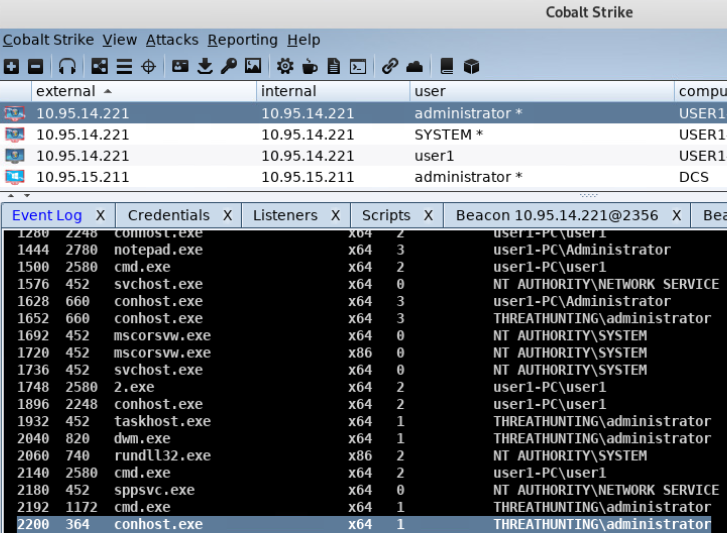 Cobalt Strike
Cobalt Strike View Attacks Reporting Help
external internal user compu
10.95.14.221 10.95.14.221 administrator * USER1
10.95.14.221 10.95.14.221 SYSTEM * USER1
10.95.14.221 10.95.14.221 user1 USER1
10.95.15.211 10.95.15.211 administrator * DCS
Event Log X Credentials X Listeners X Scripts X Beacon 10.95.14.221@2356 X Bea
1280 2248 conhost.exe x64 2 user1-PC\user1
1444 2780 notepad.exe x64 3 user1-PC\Administrator
1500 2580 cmd.exe x64 2 user1-PC\user1
1576 452 svchost.exe x64 0 NT AUTHORITY\NETWORK SERVICE
1628 660 conhost.exe x64 3 user1-PC\Administrator
1652 660 conhost.exe x64 3 THREATHUNTING\administrator
1692 452 mscorsvw.exe x64 0 NT AUTHORITY\SYSTEM
1720 452 mscorsvw.exe x86 0 NT AUTHORITY\SYSTEM
1736 452 svchost.exe x64 0 NT AUTHORITY\SYSTEM
1748 2580 2.exe x64 2 user1-PC\user1
1896 2248 conhost.exe x64 2 user1-PC\user1
1932 452 taskhost.exe x64 1 THREATHUNTING\administrator
2040 820 dwm.exe x64 1 THREATHUNTING\administrator
2060 740 rundll32.exe x86 2 NT AUTHORITY\SYSTEM
2140 2580 cmd.exe x64 2 user1-PC\user1
2180 452 sppsvc.exe x64 0 NT AUTHORITY\NETWORK SERVICE
2192 1172 cmd.exe x64 1 THREATHUNTING\administrator
2200 364 conhost.exe x64 1 THREATHUNTING\administrator